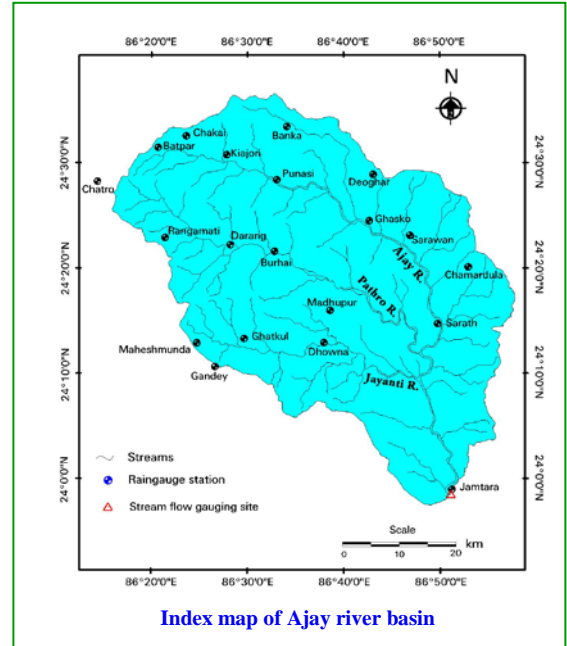 86°20'0"E 86°30'0"E 86°40'0"E 86°50'0"E
N
24°30'0"N 24°30'0"N
24°20'0"N 24°20'0"N
24°10'0"N 24°10'0"N
24°0'0"N 24°0'0"N
Chakai
Banka
Batpar
Kiajori
Chatro
Punasi
Deoghar
Ghasko
Rangamati
Darang
Sarawan
Burhai
Ajay R.
Chamardula
Pathro R.
Madhupur
Sarath
Maheshmunda
Ghatkul
Dhowna
Gandey
Jayanti R.
Jamtara
Streams
Raingauge station
Stream flow gauging site
Scale
0 10 20
km
86°20'0"E 86°30'0"E 86°40'0"E 86°50'0"E
Index map of Ajay river basin